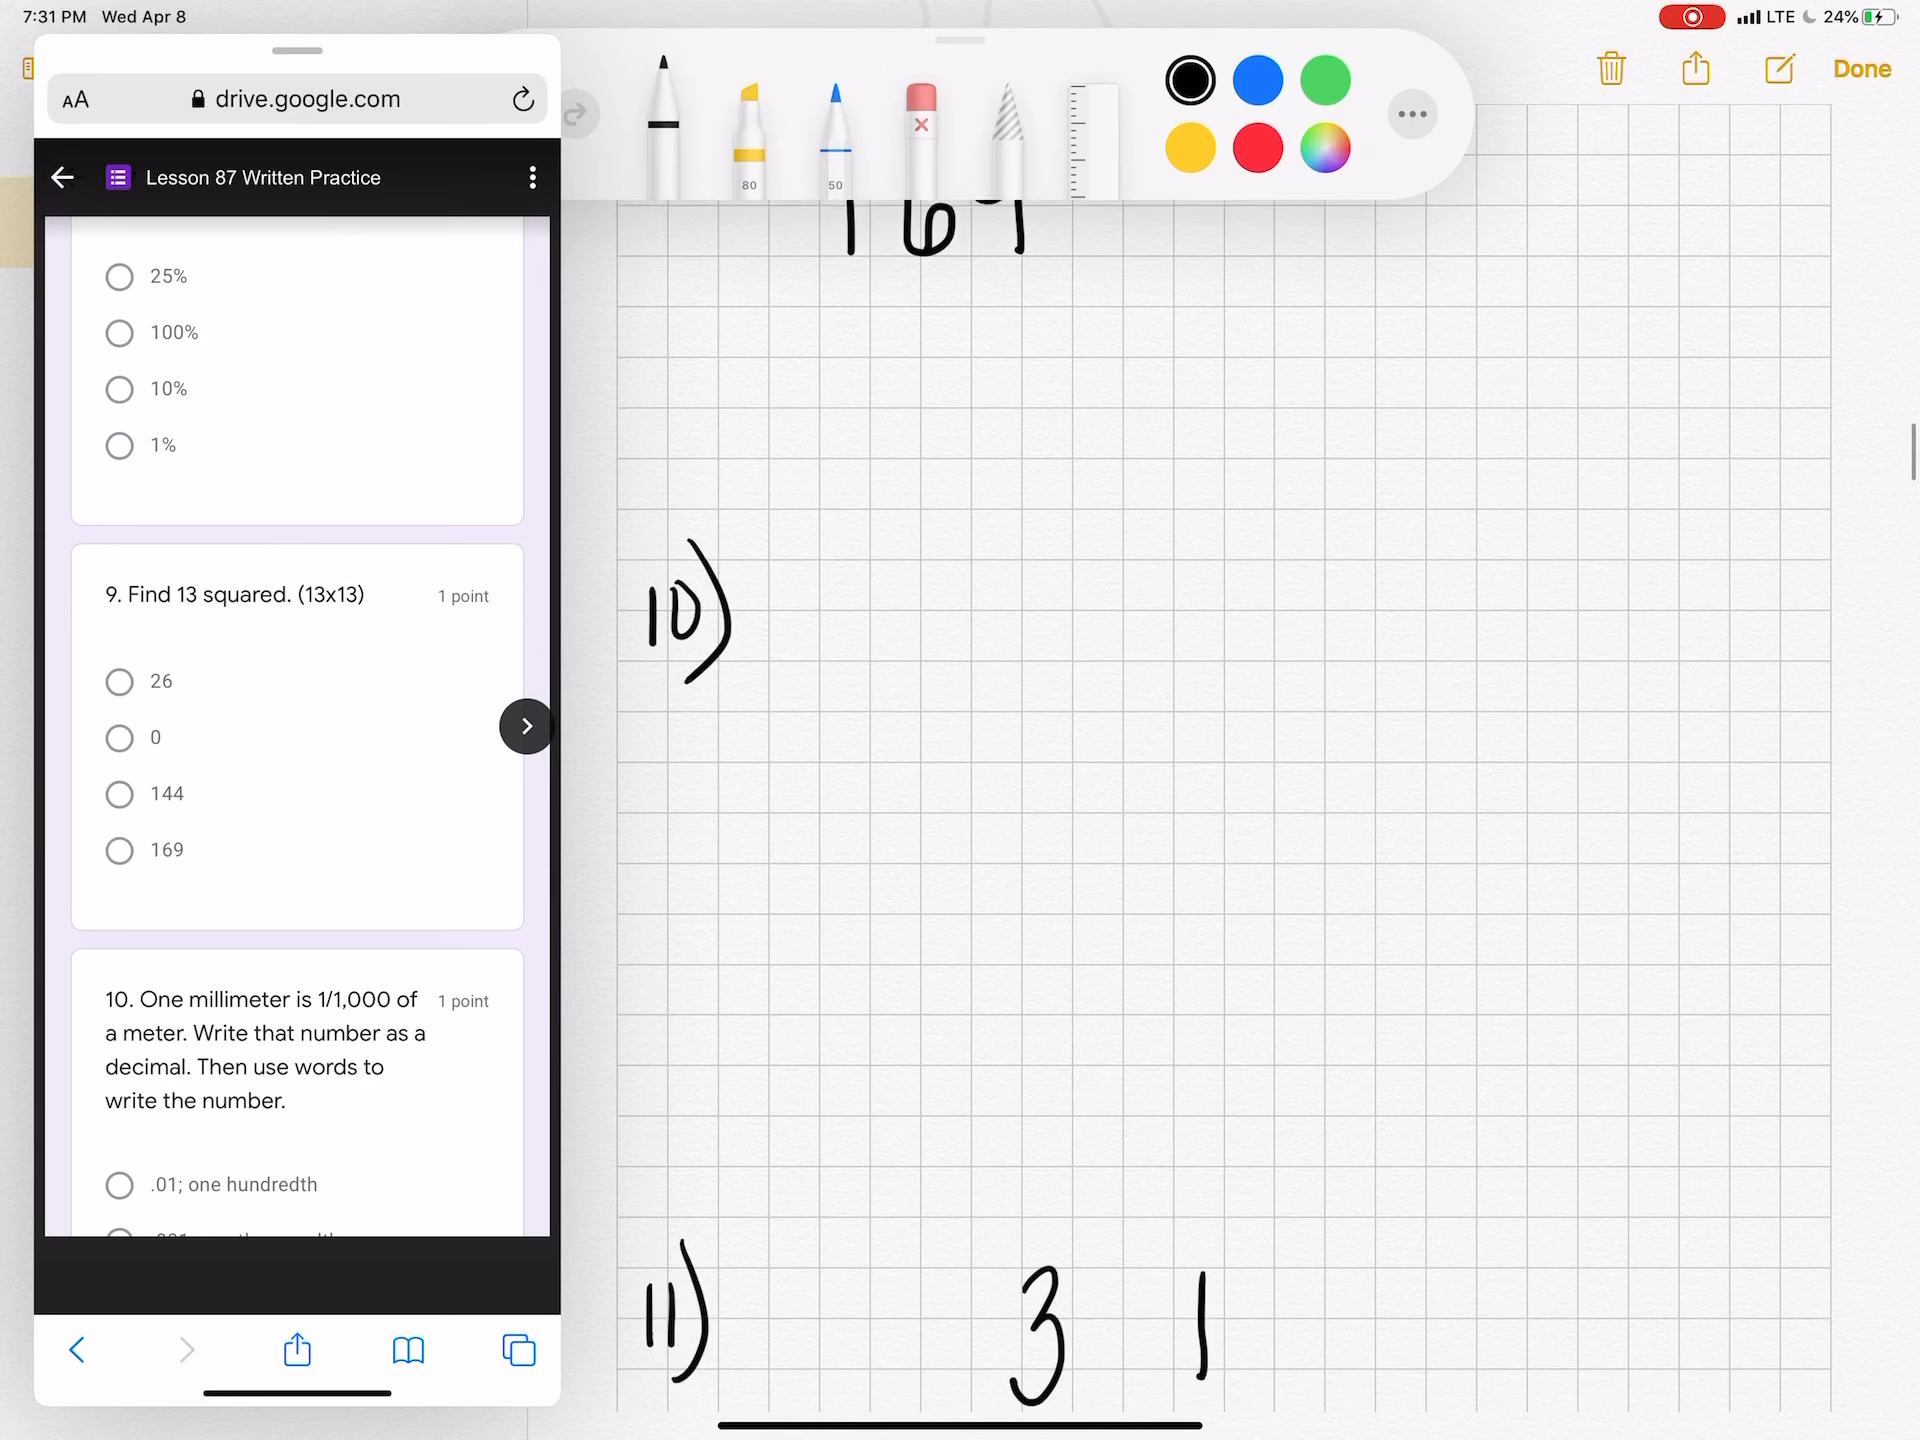 7:31 PM Wed Apr 8
LTE 24%
AA drive.google.com
Done
80
50
Lesson 87 Written Practice
25%
100%
10%
1%
9. Find 13 squared. (13x13) 1 point
26
0
144
169
10. One millimeter is 1/1,000 of 1 point
a meter. Write that number as a
decimal. Then use words to
write the number.
.01; one hundredth
169
10)
11) 3 1